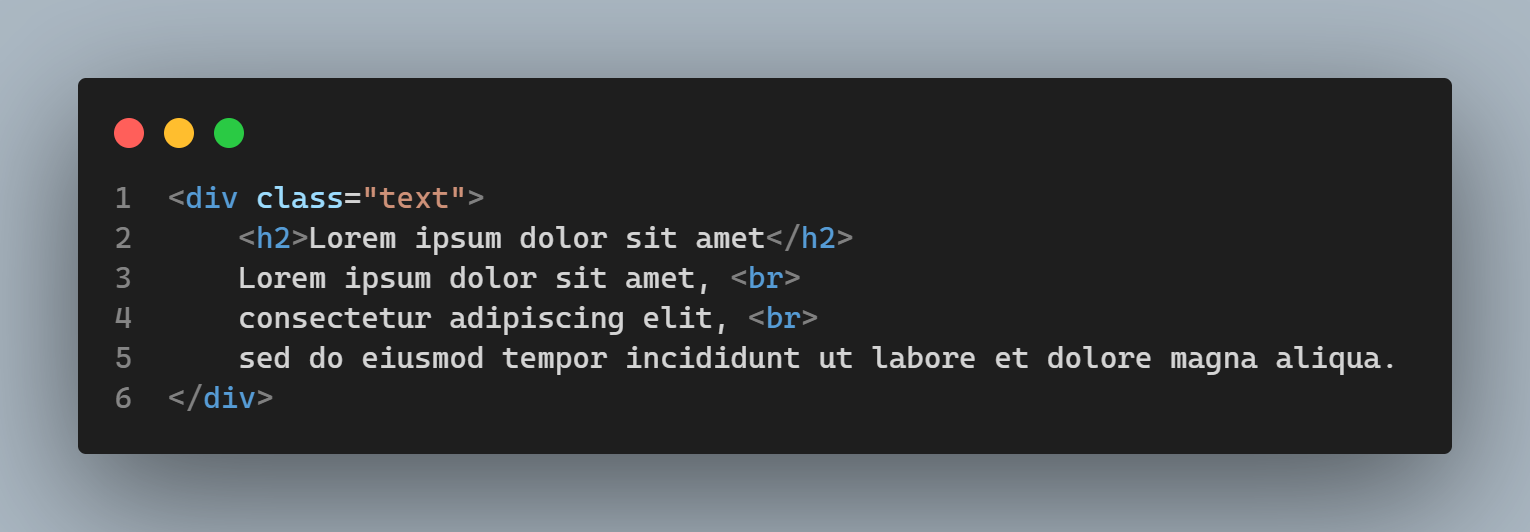 1 <div class="text">
2     <h2>Lorem ipsum dolor sit amet</h2>
3     Lorem ipsum dolor sit amet, <br>
4     consectetur adipiscing elit, <br>
5     sed do eiusmod tempor incididunt ut labore et dolore magna aliqua.
6 </div>